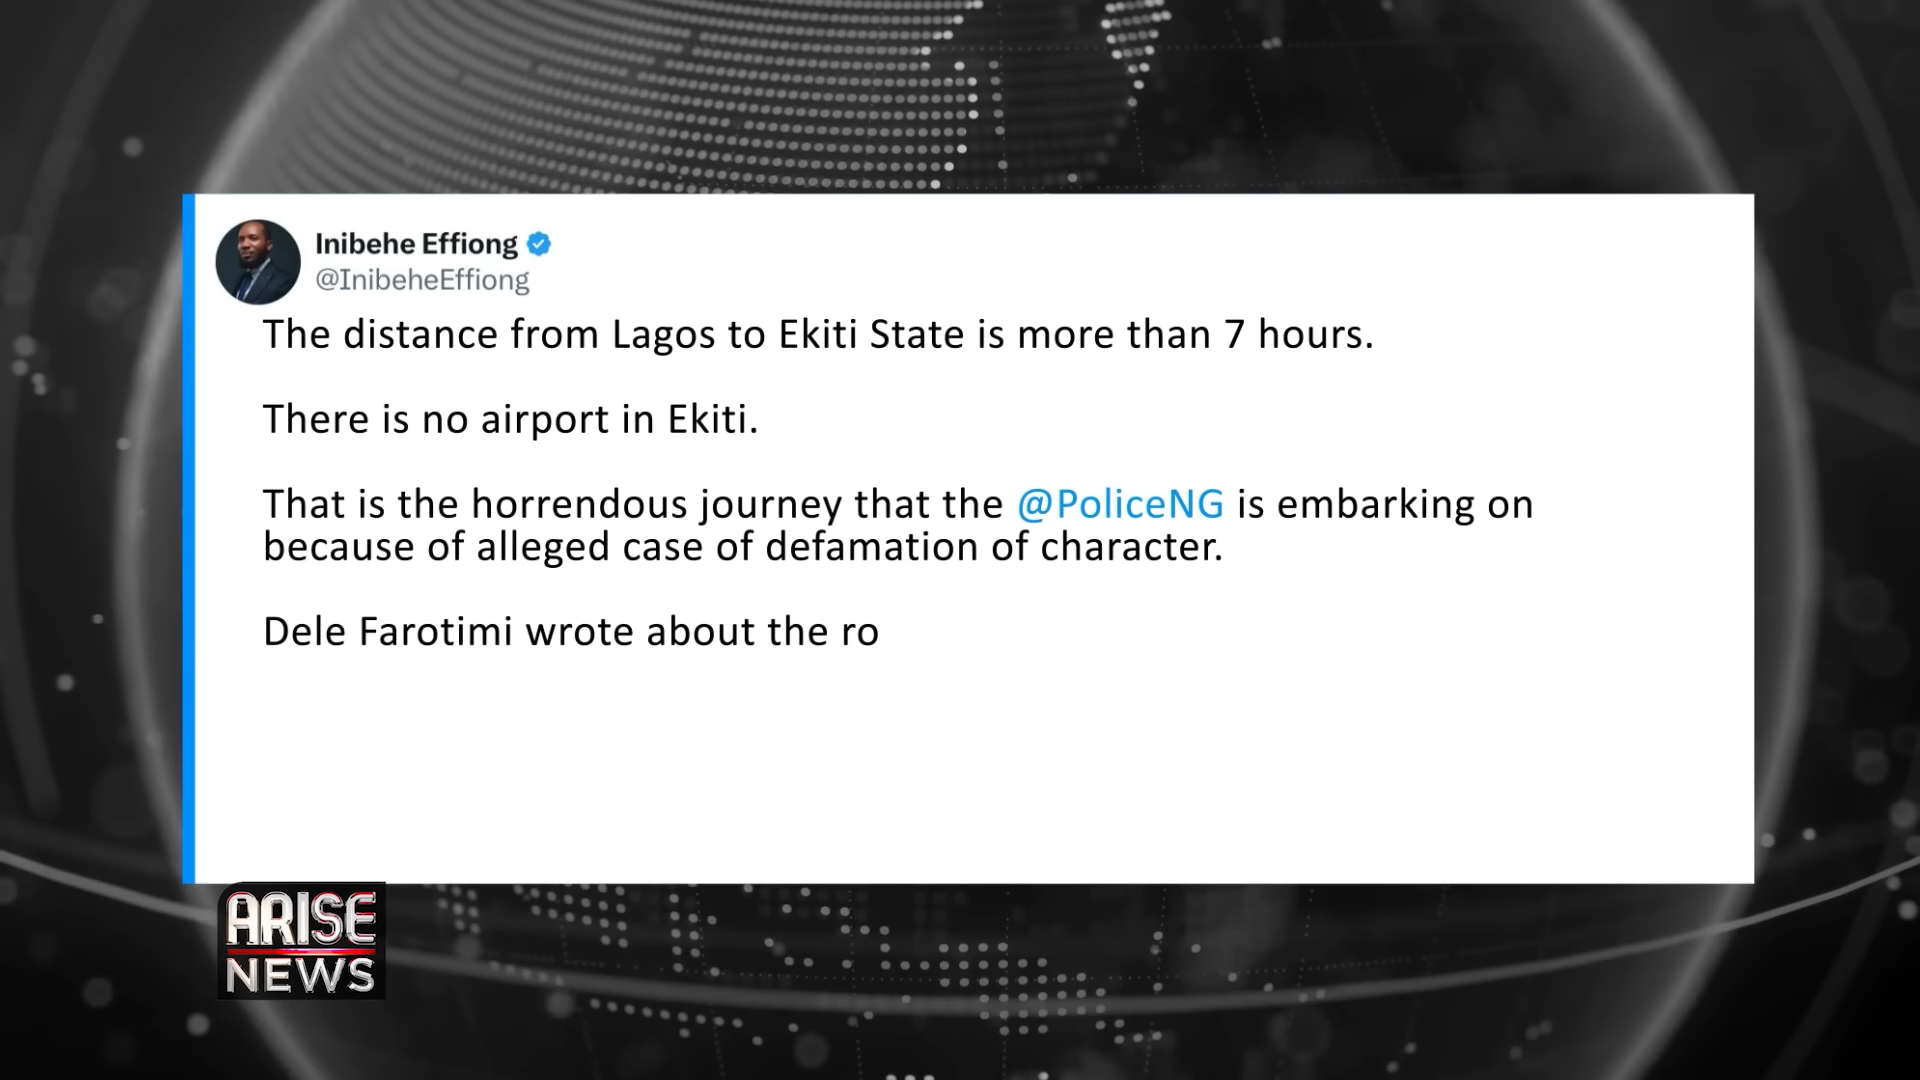 Inibehe Effiong
@InibeheEffiong
The distance from Lagos to Ekiti State is more than 7 hours.
There is no airport in Ekiti.
That is the horrendous journey that the @PoliceNG is embarking on
because of alleged case of defamation of character.
Dele Farotimi wrote about the ro
ARISE
NEWS